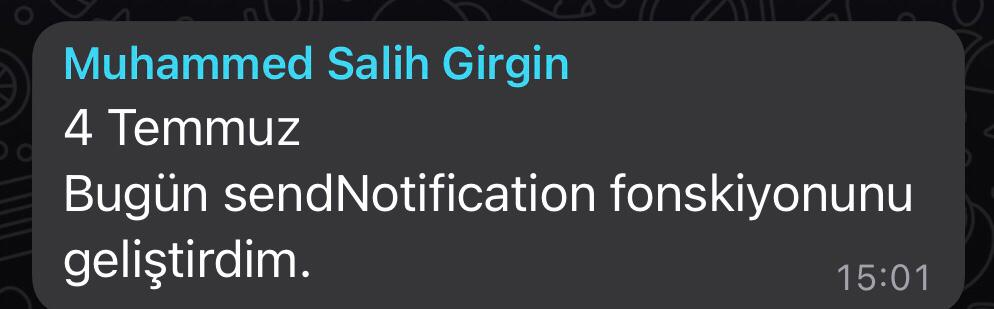 Muhammed Salih Girgin
4 Temmuz
Bugün sendNotification fonskiyonunu
geliştirdim.
15:01